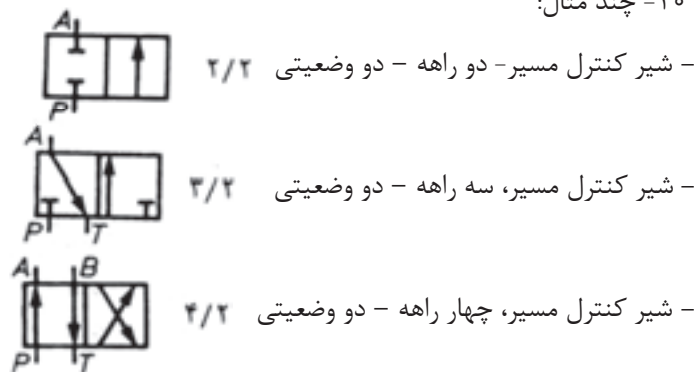 ۱۰- چند مثال:
A
- شیر کنترل مسیر- دو راهه - دو وضعیتی ۲/۲
P
A
- شیر کنترل مسیر، سه راهه - دو وضعیتی ۳/۲
P T
A B
- شیر کنترل مسیر، چهار راهه - دو وضعیتی ۴/۲
P T